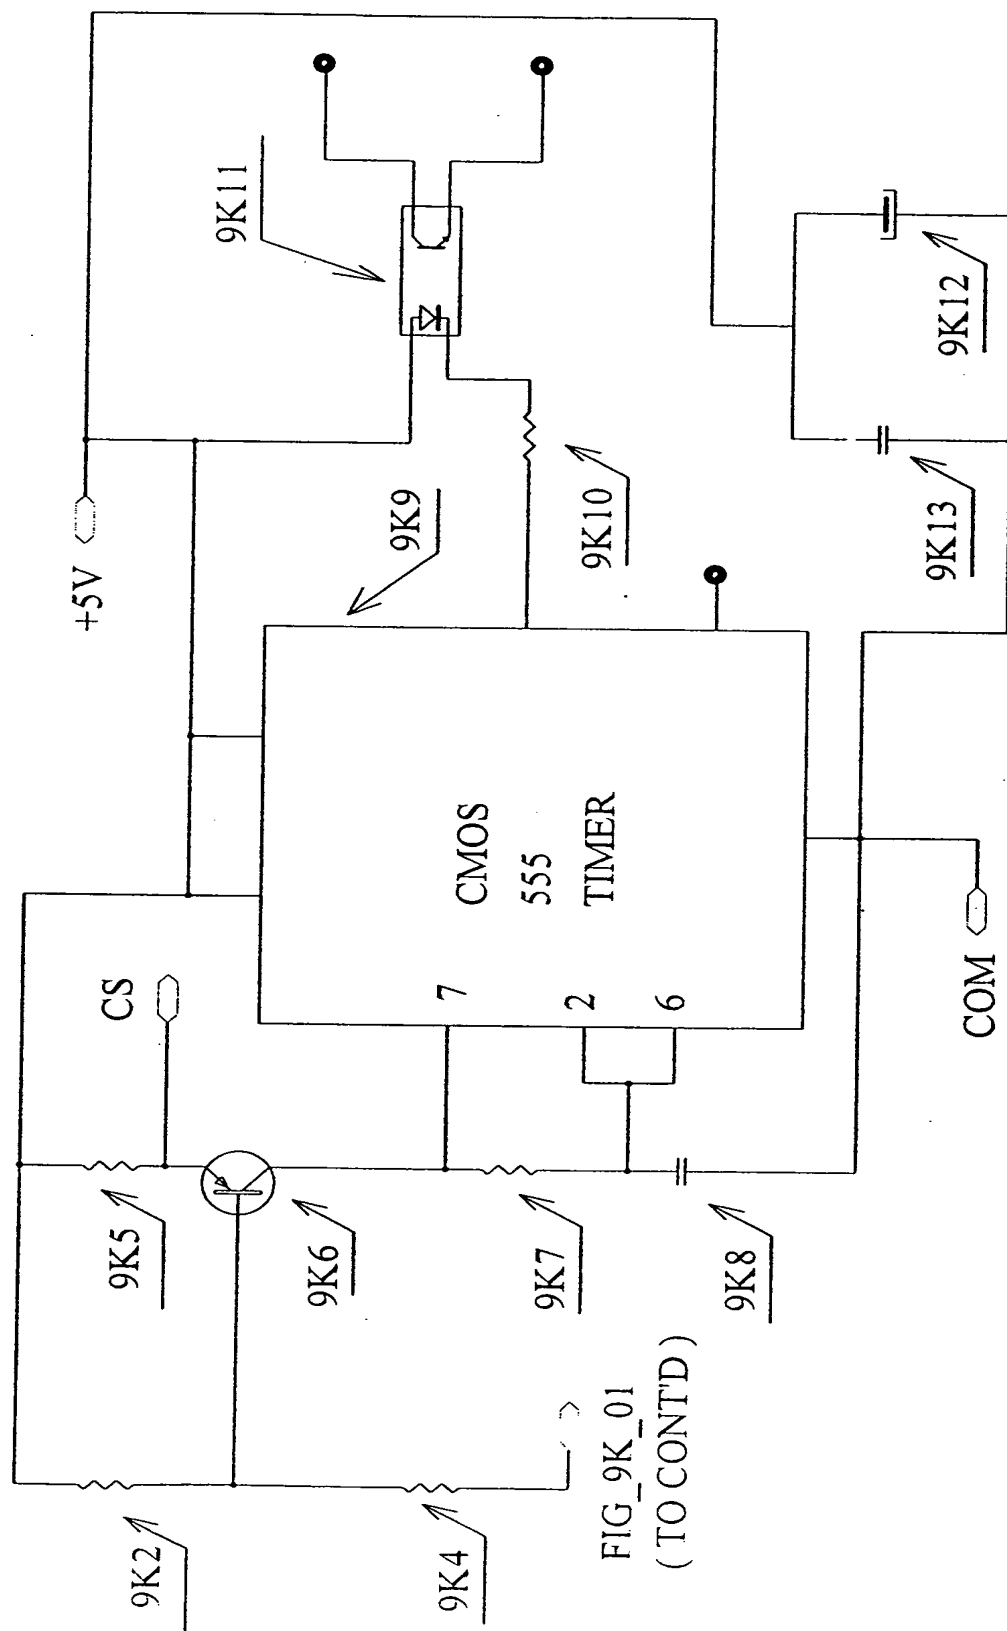 9K2
9K4
FIG_9K_01
( TO CONT'D )
9K5
CS
9K6
9K7
9K8
7
2
6
CMOS
555
TIMER
COM
+5V
9K9
9K10
9K11
9K13
9K12